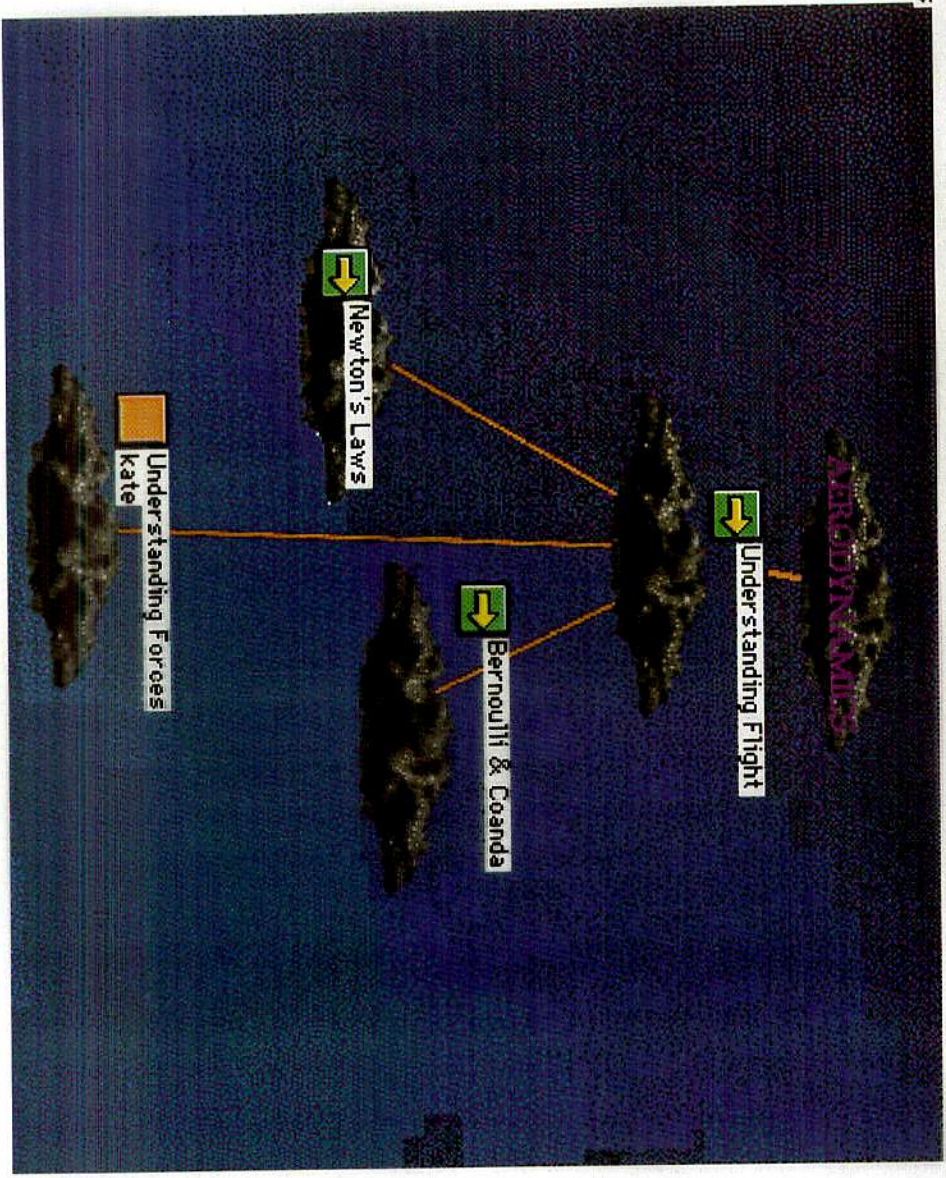 AERODYNAMICS
Understanding Flight
Bernoulli & Coanda
Newton's Laws
Understanding Forces
kate